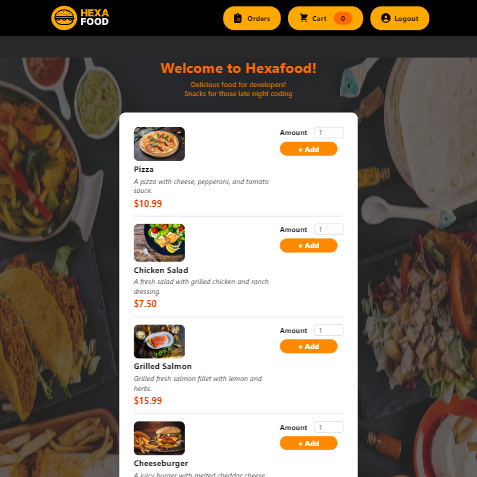 HEXA
FOOD
Orders
Cart 0
Logout
Welcome to Hexafood!
Delicious food for developers!
Snacks for those late night coding
Amount 1
+ Add
Pizza
A pizza with cheese, pepperoni, and tomato
sauce.
$10.99
Amount 1
+ Add
Chicken Salad
A fresh salad with grilled chicken and ranch
dressing.
$7.50
Amount 1
+ Add
Grilled Salmon
Grilled fresh salmon fillet with lemon and
herbs.
$15.99
Amount 1
+ Add
Cheeseburger
A juicy burger with melted cheddar cheese,